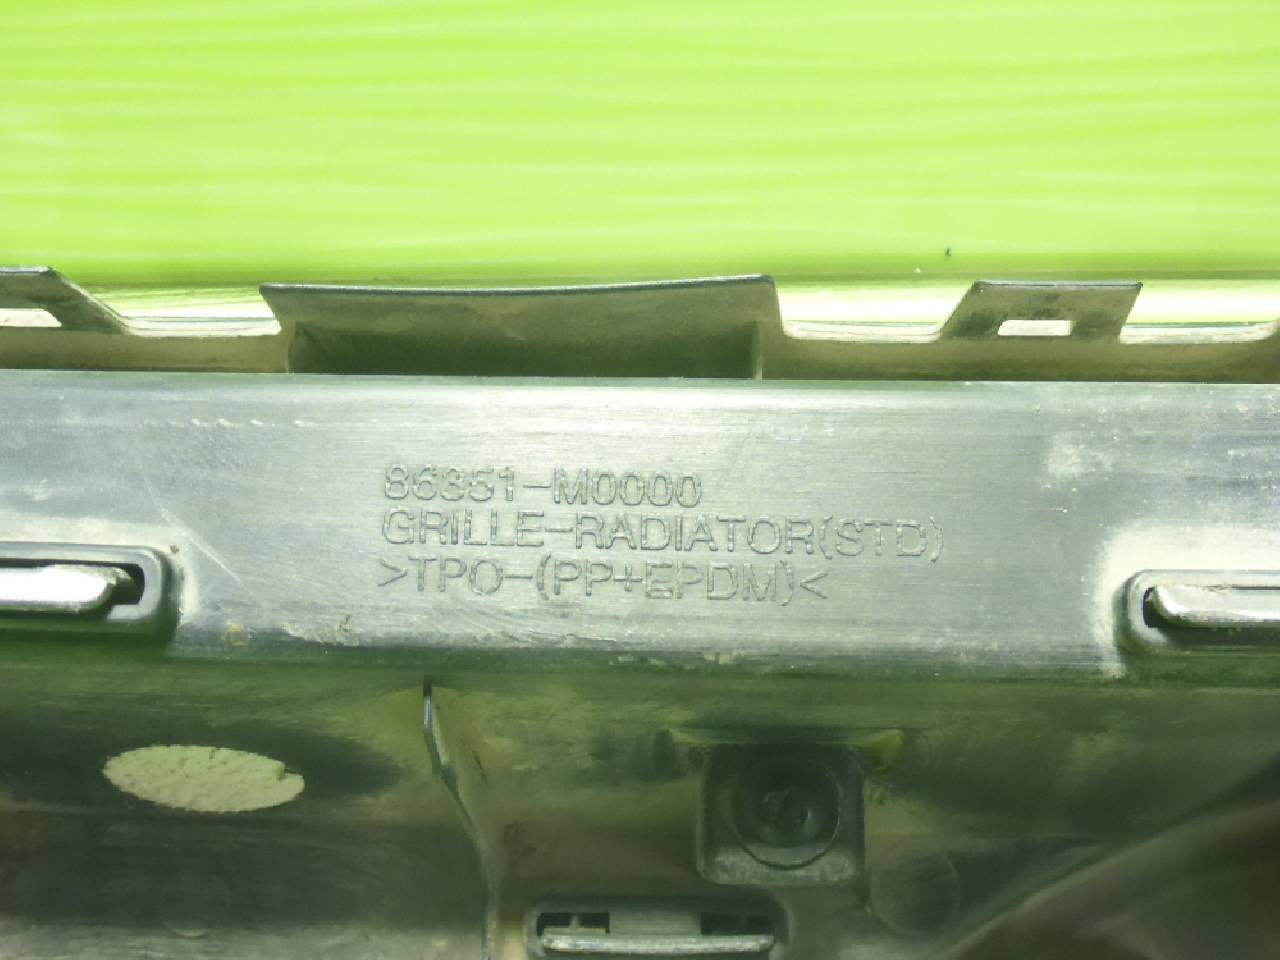 86351-M0000
GRILLE-RADIATOR(STD)
>TPO-(PP+EPDM)<